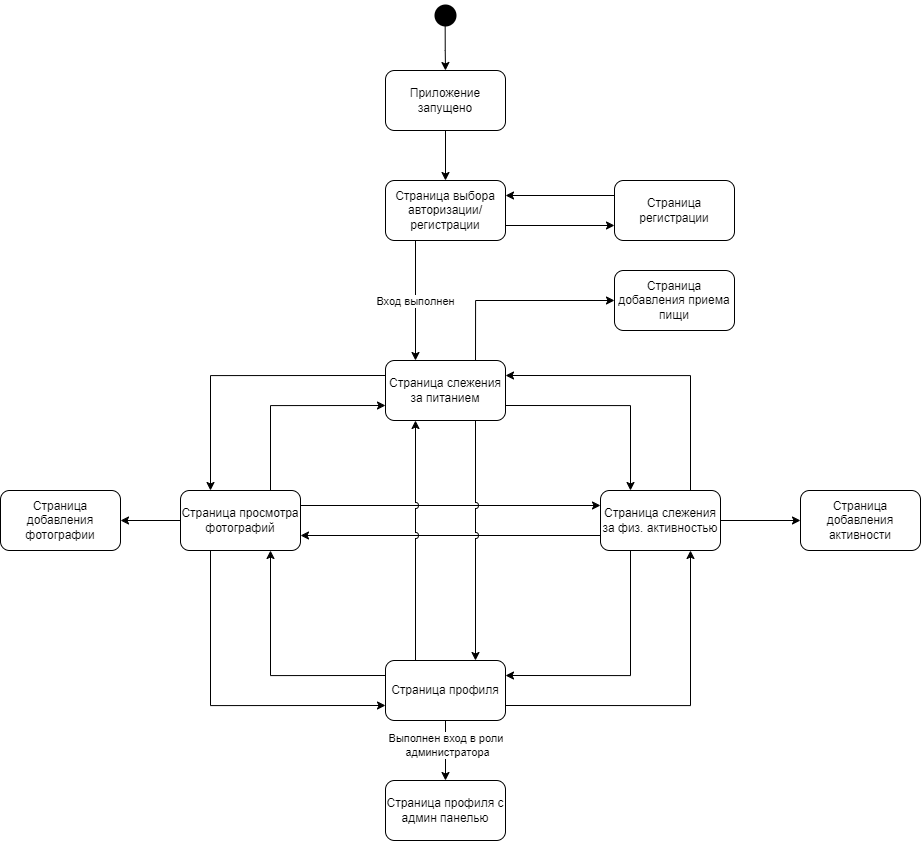 Приложение
запущено
Страница выбора
авторизации/
регистрации
Страница
регистрации
Вход выполнен
Страница
добавления приема
пищи
Страница слежения
за питанием
Страница
добавления
фотографии
Страница просмотра
фотографий
Страница слежения
за физ. активностью
Страница
добавления
активности
Страница профиля
Выполнен вход в роли
администратора
Страница профиля с
админ панелью